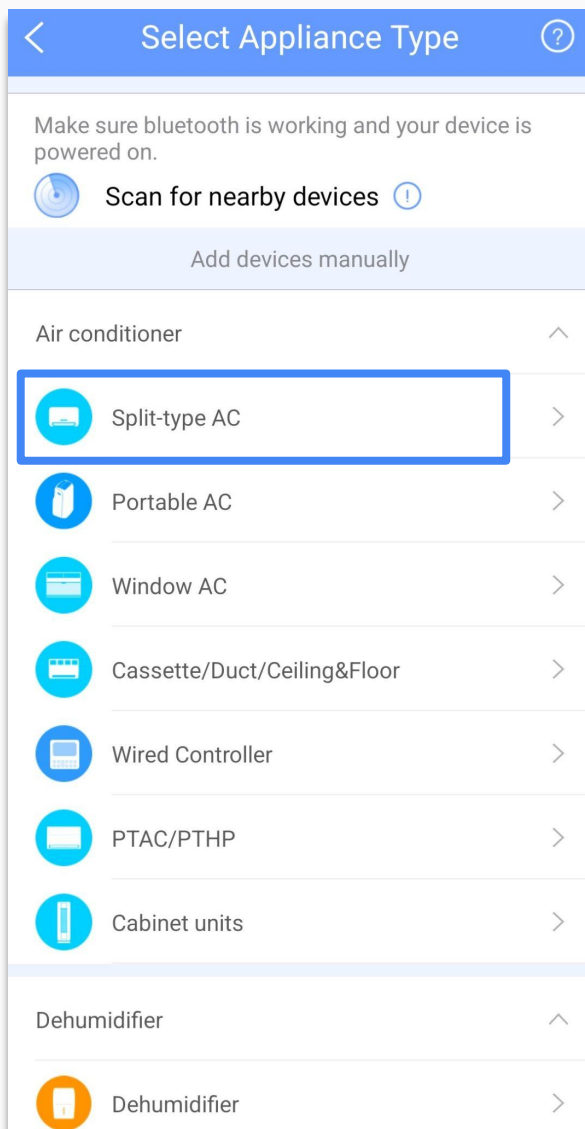 Select Appliance Type
Make sure bluetooth is working and your device is
powered on.
Scan for nearby devices
Add devices manually
Air conditioner
Split-type AC
Portable AC
Window AC
Cassette/Duct/Ceiling&Floor
Wired Controller
PTAC/PTHP
Cabinet units
Dehumidifier
Dehumidifier